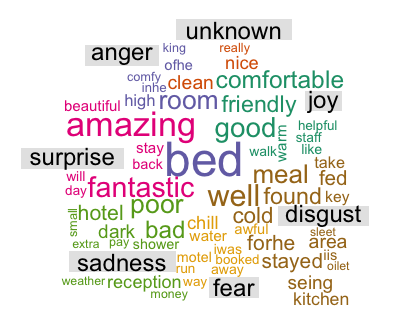 unknown
anger king really
ofhe nice
comfy inhe clean comfortable
beautiful high room friendly joy
amazing good warm helpful
staff
surprise stay bed walk like
back take
will fantastic meal fed
day well found key
small hotel poor cold disgust
dark bad chill awful sleet
extra pay shower water forhe area
iwas iis
sadness motel booked stayed oilet
run away
weather reception way fear seing
money kitchen